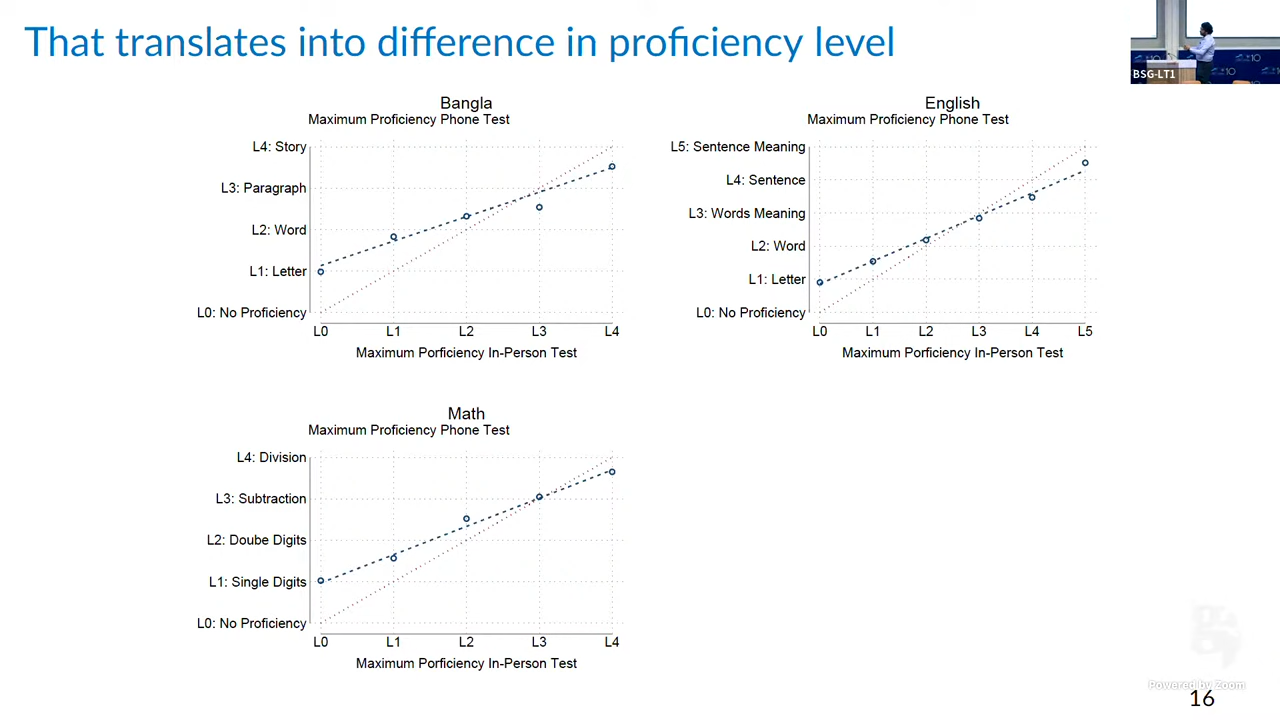 That translates into difference in proficiency level
BSG-LT1
Bangla
Maximum Proficiency Phone Test
L4: Story
L3: Paragraph
L2: Word
L1: Letter
L0: No Proficiency
L0 L1 L2 L3 L4
Maximum Porficiency In-Person Test
English
Maximum Proficiency Phone Test
L5: Sentence Meaning
L4: Sentence
L3: Words Meaning
L2: Word
L1: Letter
L0: No Proficiency
L0 L1 L2 L3 L4 L5
Maximum Porficiency In-Person Test
Math
Maximum Proficiency Phone Test
L4: Division
L3: Subtraction
L2: Doube Digits
L1: Single Digits
L0: No Proficiency
L0 L1 L2 L3 L4
Maximum Porficiency In-Person Test
Powered by Zoom
16